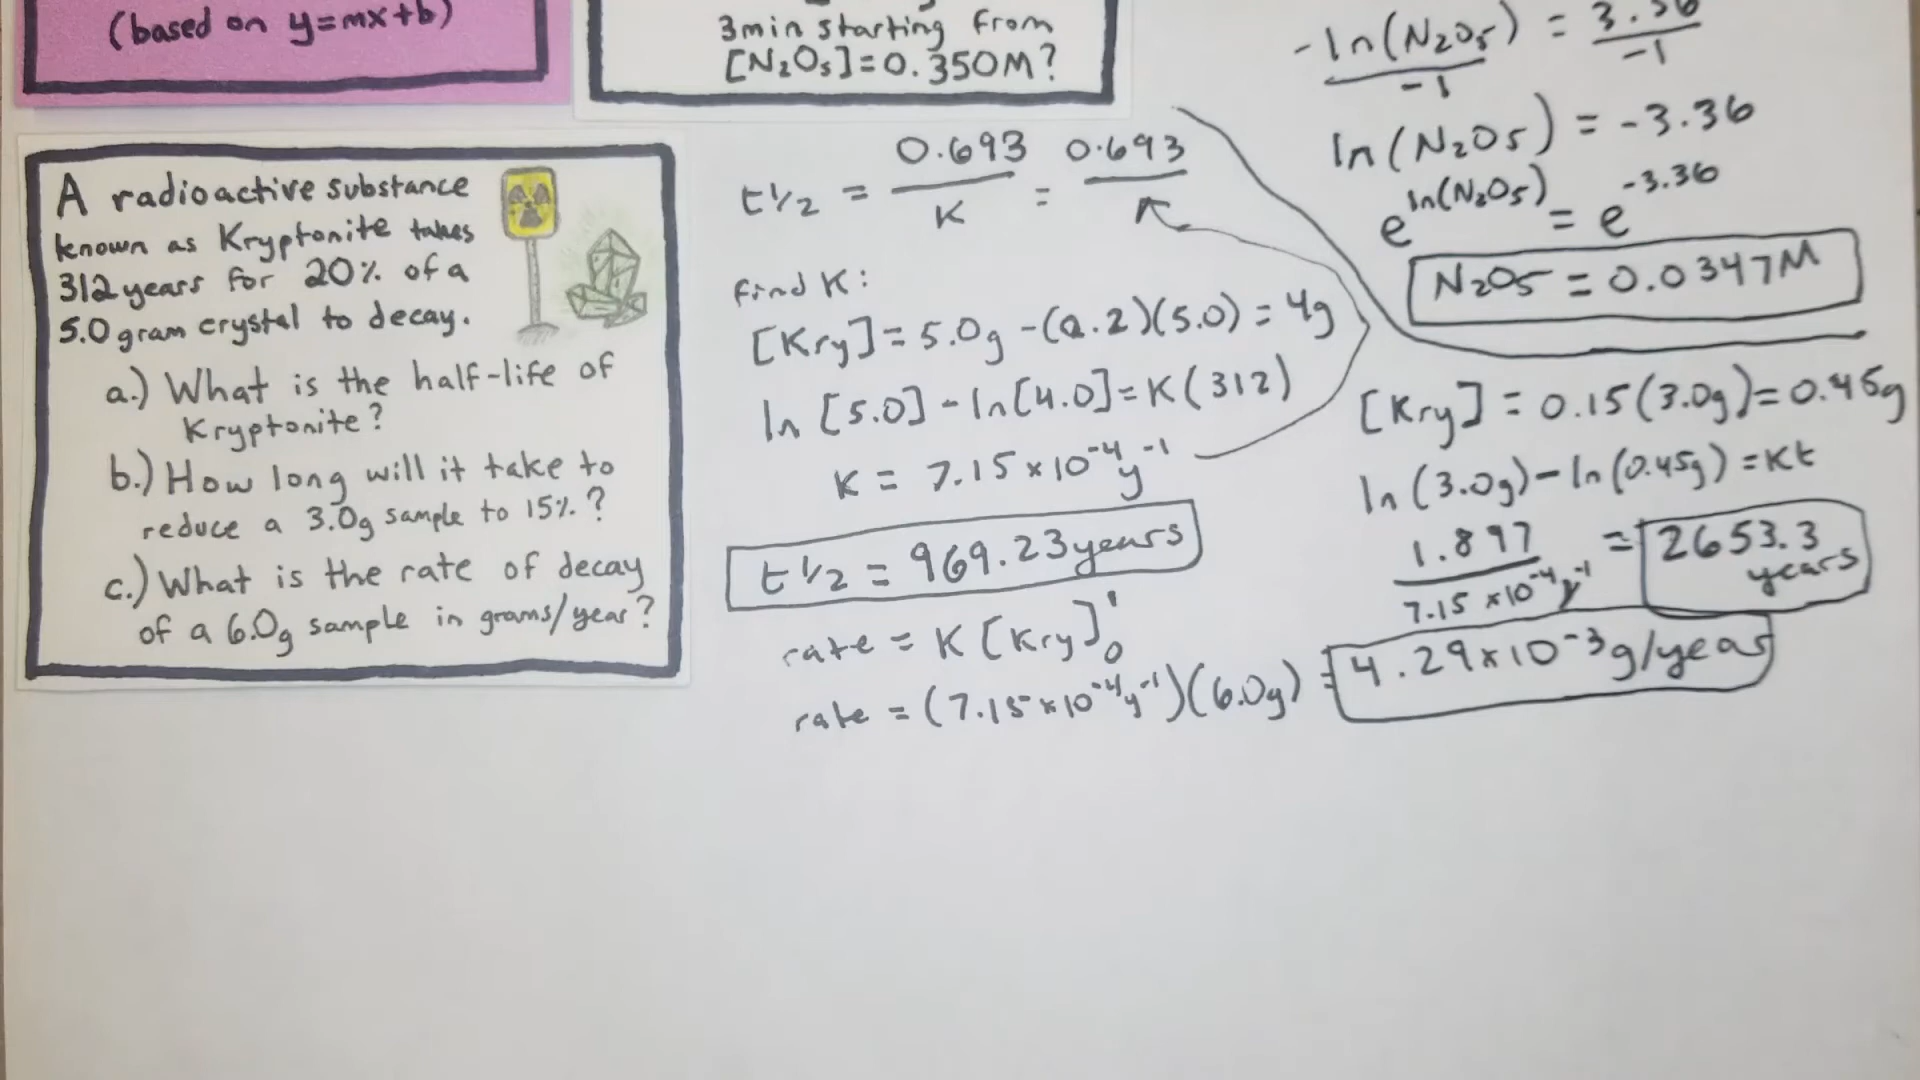 (based on y=mx+b)
3min starting from
[N₂O₅]=0.350M?
-ln(N₂O₅) = 3.36
-1 -1
ln(N₂O₅) = -3.36
e^ln(N₂O₅) = e^-3.36
N₂O₅ = 0.0347M
A radioactive substance
known as Kryptonite takes
312 years for 20% of a
5.0 gram crystal to decay.
a.) What is the half-life of
Kryptonite?
b.) How long will it take to
reduce a 3.0g sample to 15%?
c.) What is the rate of decay
of a 6.0g sample in grams/year?
t½ = 0.693/K = 0.693
find K:
[Kry] = 5.0g - (0.2)(5.0) = 4g
ln [5.0] - ln[4.0] = K(312)
K = 7.15 x 10⁻⁴ y⁻¹
t½ = 969.23 years
rate = K [Kry]₀¹
rate = (7.15 x 10⁻⁴ y⁻¹)(6.0g) = 4.29 x 10⁻³ g/year
[Kry] = 0.15(3.0g) = 0.45g
ln(3.0g) - ln(0.45g) = Kt
1.897
7.15 x 10⁻⁴ y⁻¹ = 2653.3
years